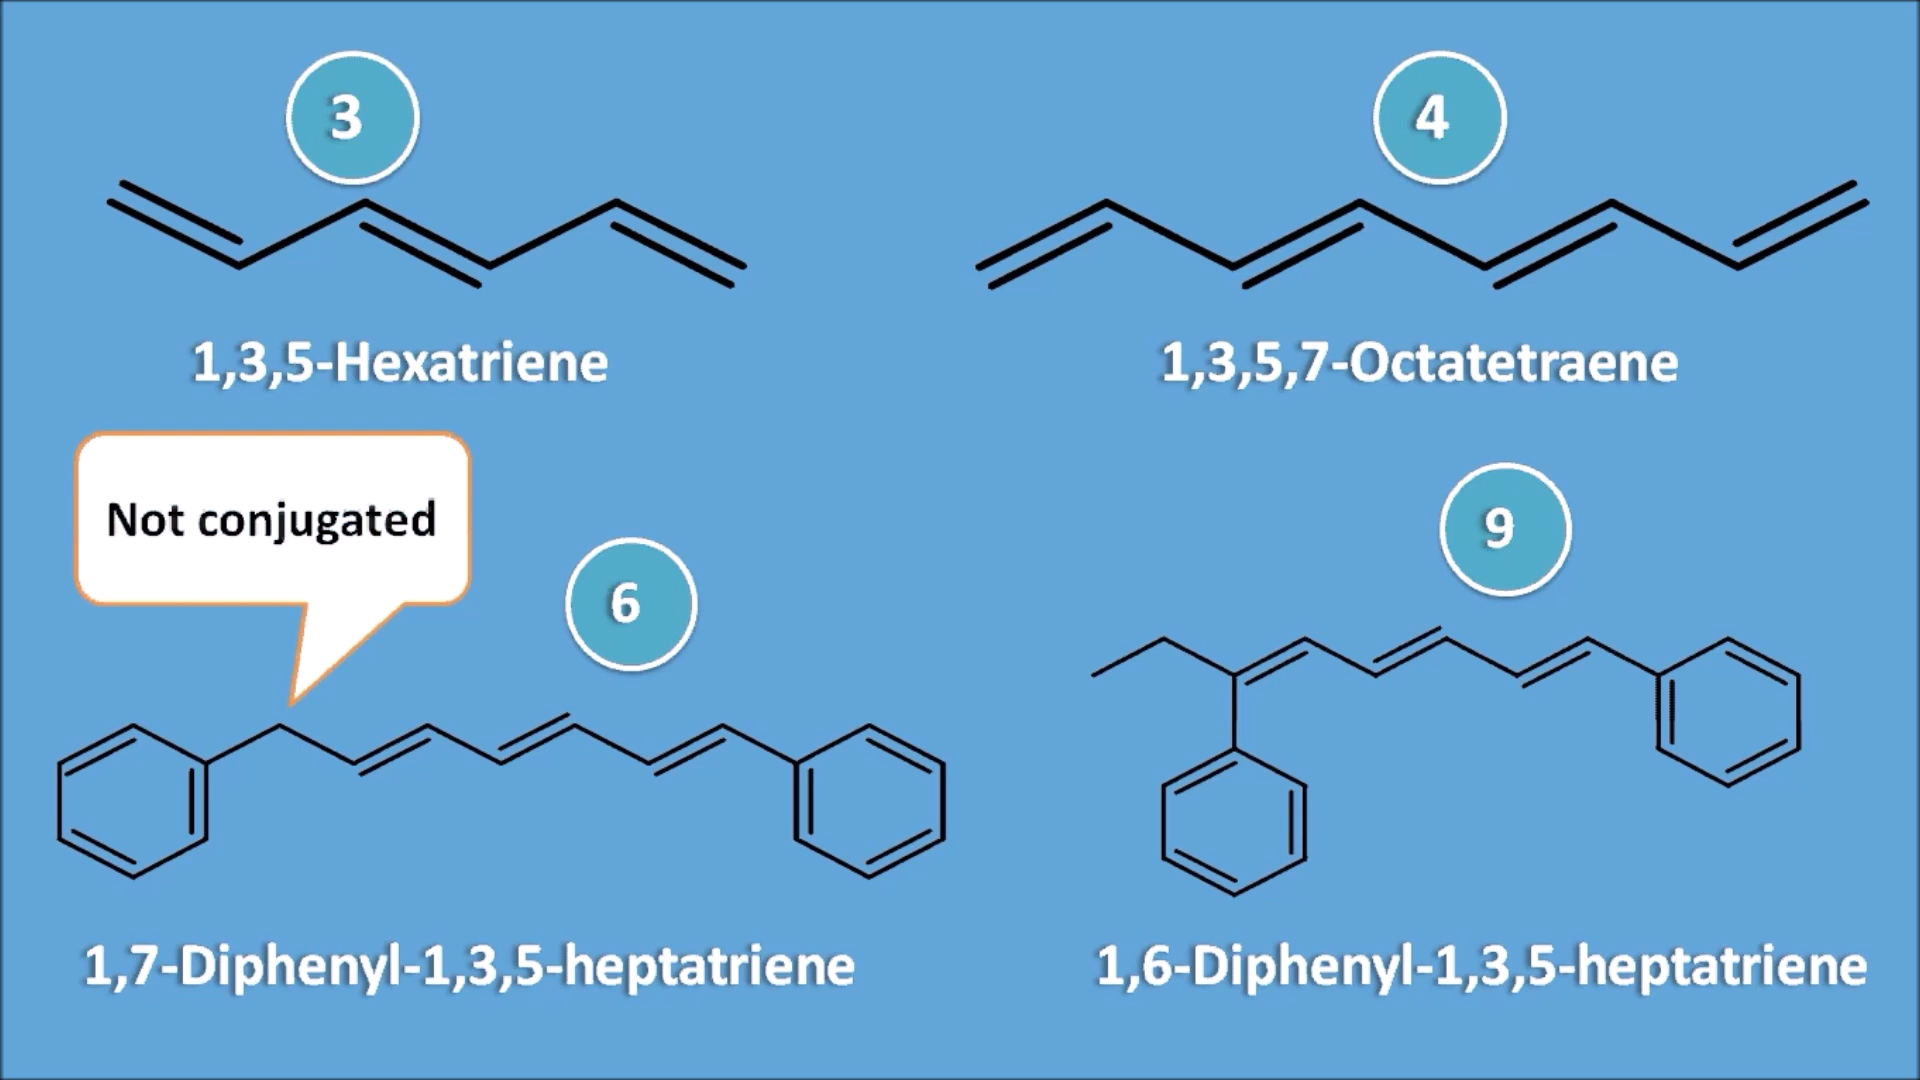 3
4
1,3,5-Hexatriene
1,3,5,7-Octatetraene
Not conjugated
9
6
1,7-Diphenyl-1,3,5-heptatriene
1,6-Diphenyl-1,3,5-heptatriene